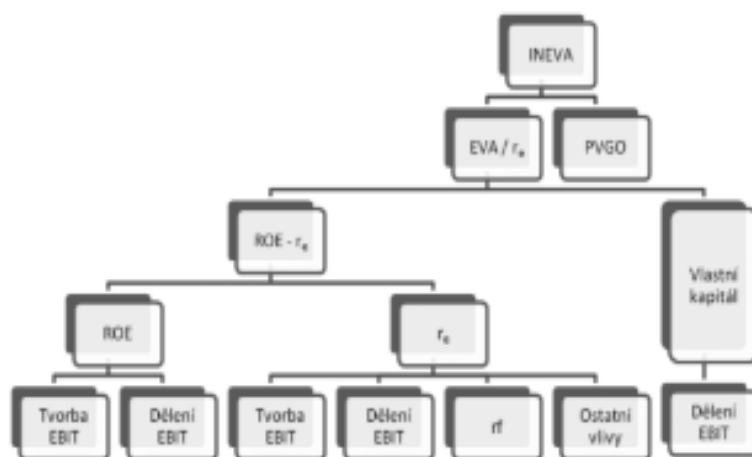 INEVA
EVA / rₑ
PVGO
ROE - rₑ
Vlastní
kapitál
ROE
rₑ
Tvorba
EBIT
Dělení
EBIT
Tvorba
EBIT
Dělení
EBIT
rf
Ostatní
vlivy
Dělení
EBIT